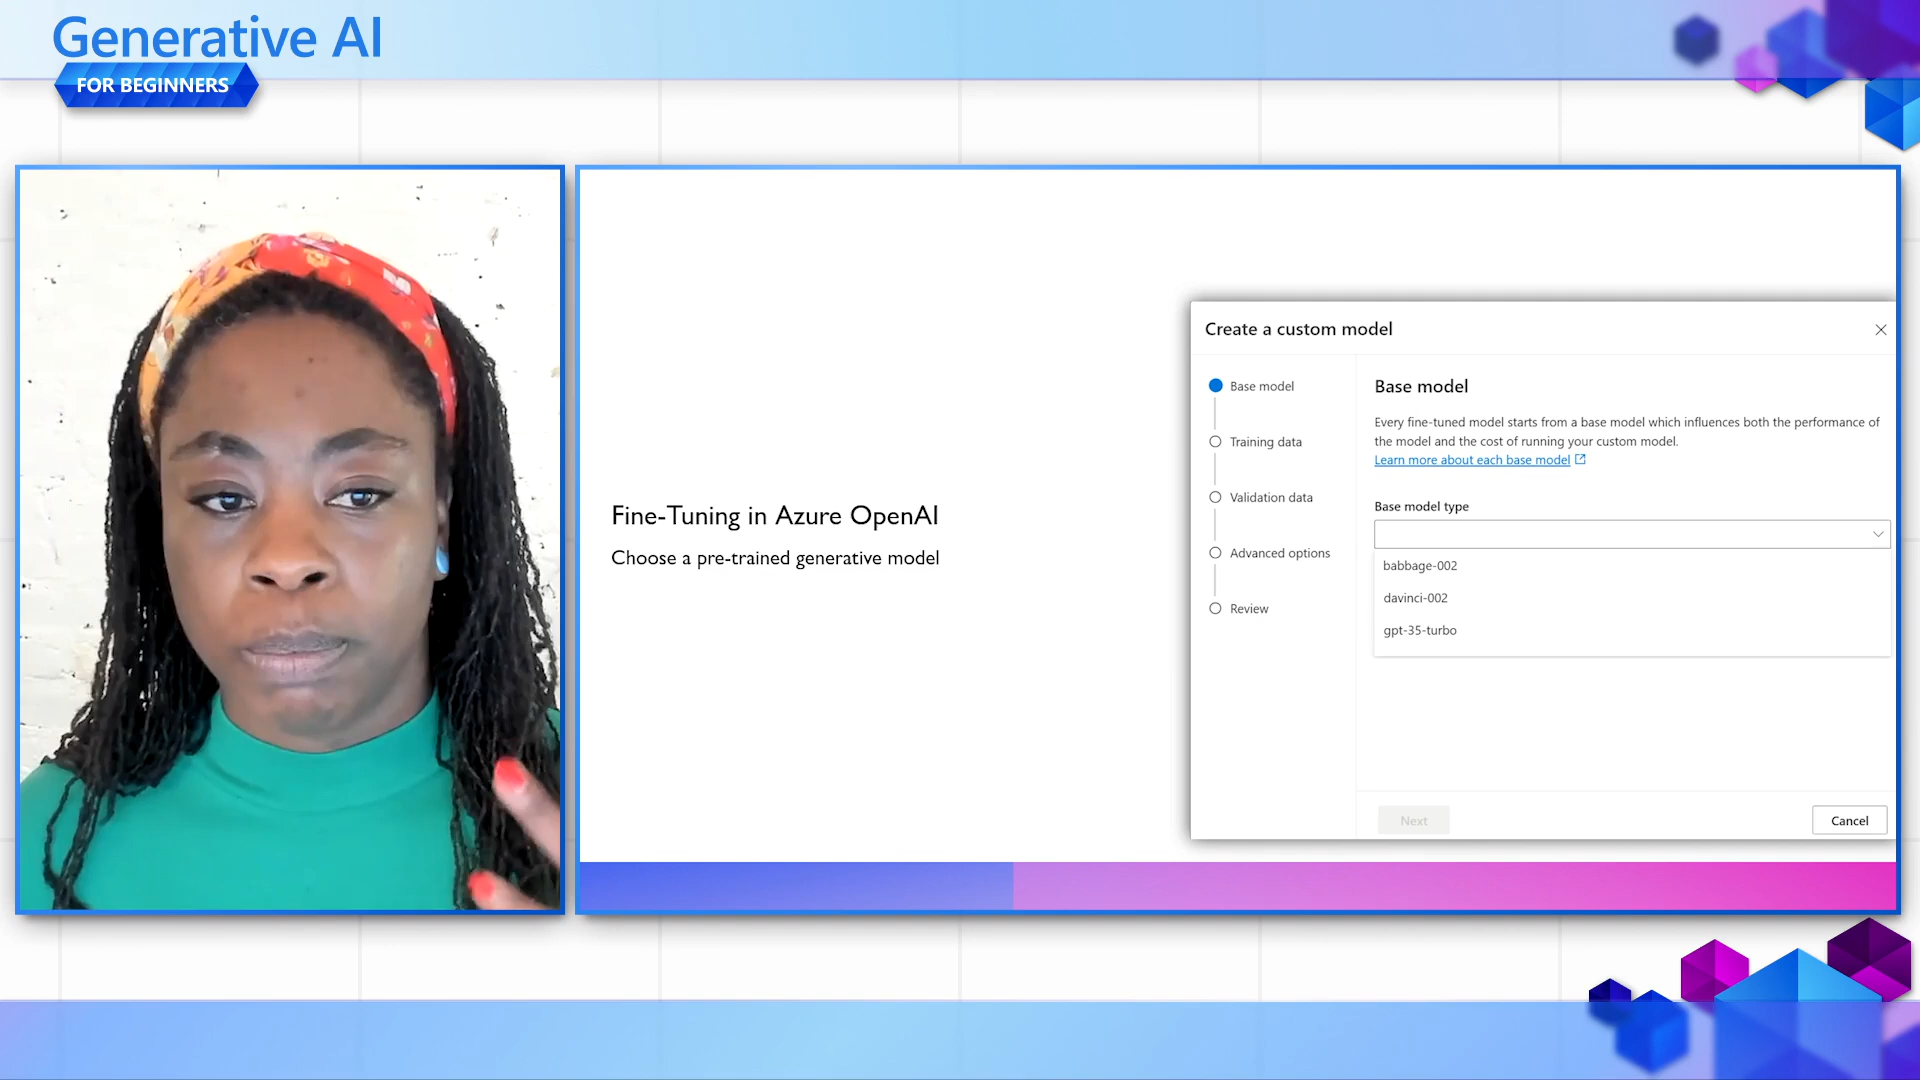 Generative AI
FOR BEGINNERS
Fine-Tuning in Azure OpenAI
Choose a pre-trained generative model
Create a custom model
Base model
Training data
Validation data
Advanced options
Review
Base model
Every fine-tuned model starts from a base model which influences both the performance of
the model and the cost of running your custom model.
Learn more about each base model
Base model type
babbage-002
davinci-002
gpt-35-turbo
Next
Cancel